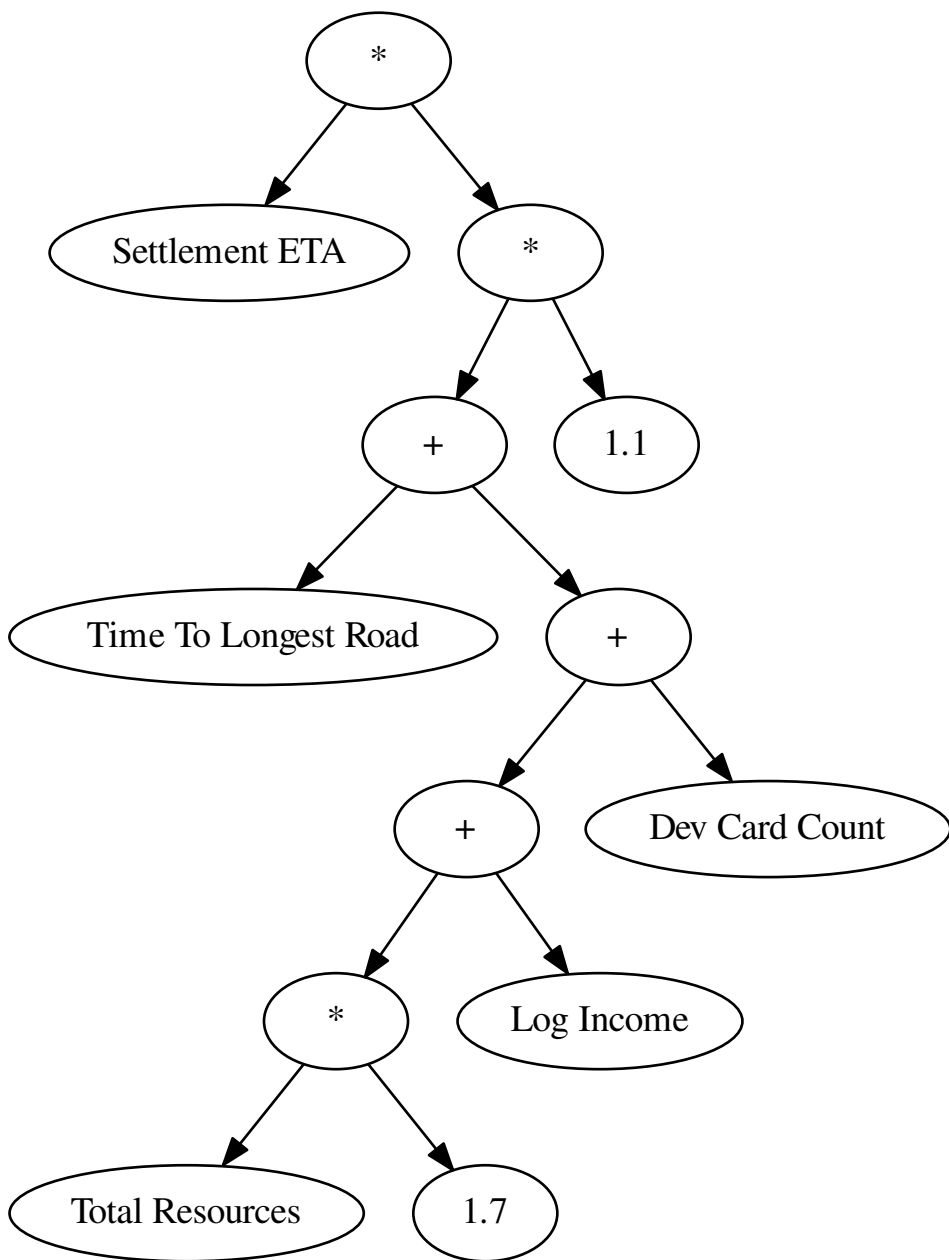 *
Settlement ETA
*
+
1.1
Time To Longest Road
+
+
Dev Card Count
*
Log Income
Total Resources
1.7